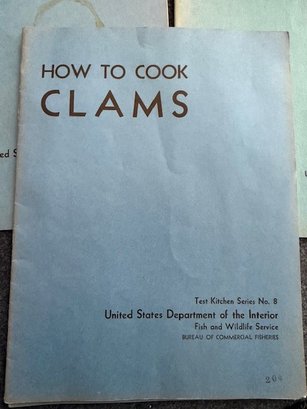 HOW TO COOK
CLAMS
ed S
Test Kitchen Series No. 8
United States Department of the Interior
Fish and Wildlife Service
BUREAU OF COMMERCIAL FISHERIES